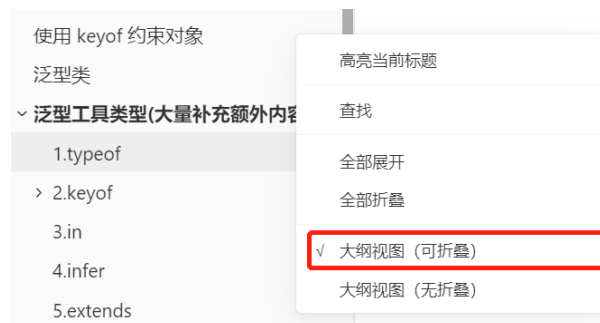 使用 keyof 约束对象
泛型类
泛型工具类型(大量补充额外内容
1.typeof
2.keyof
3.in
4.infer
5.extends
高亮当前标题
查找
全部展开
全部折叠
√ 大纲视图（可折叠）
大纲视图（无折叠）